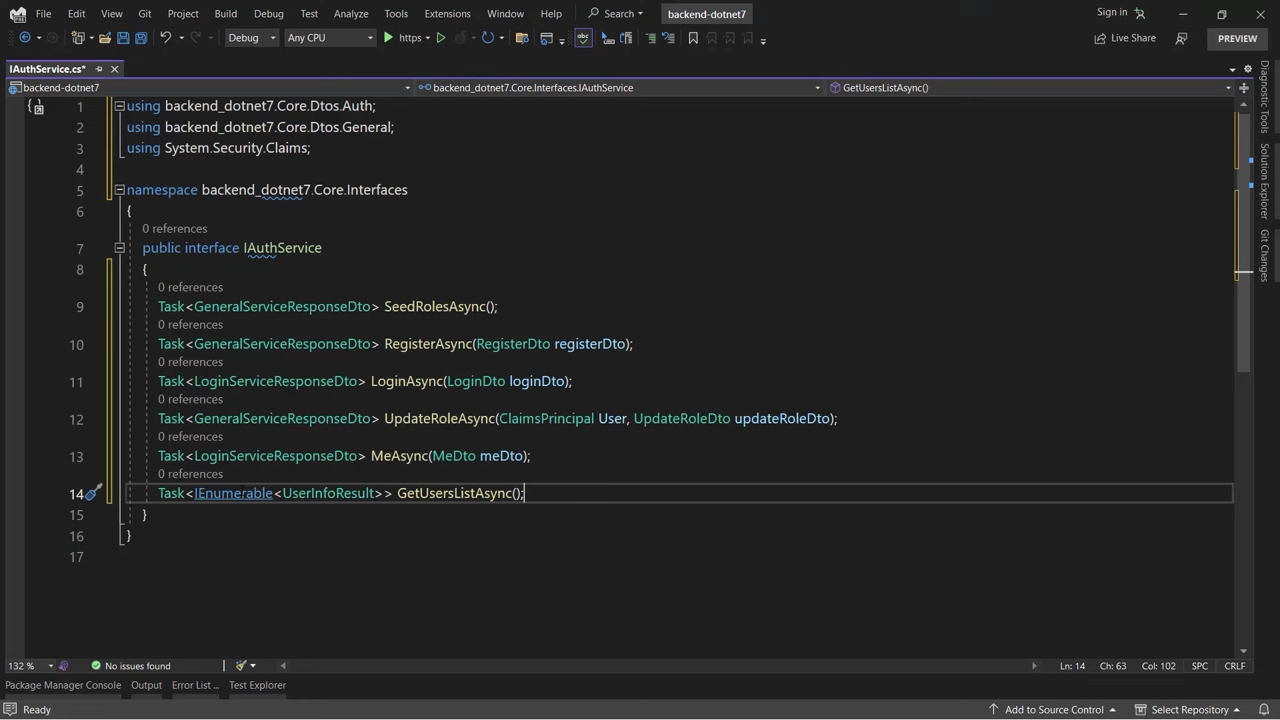 File Edit View Git Project Build Debug Test Analyze Tools Extensions Window Help Search backend-dotnet7 Sign in
Debug Any CPU https Live Share PREVIEW
IAuthService.cs*
backend-dotnet7 backend_dotnet7.Core.Interfaces.IAuthService GetUsersListAsync()
1 using backend_dotnet7.Core.Dtos.Auth;
2 using backend_dotnet7.Core.Dtos.General;
3 using System.Security.Claims;
4
5 namespace backend_dotnet7.Core.Interfaces
6 {
0 references
7 public interface IAuthService
8 {
0 references
9 Task<GeneralServiceResponseDto> SeedRolesAsync();
0 references
10 Task<GeneralServiceResponseDto> RegisterAsync(RegisterDto registerDto);
0 references
11 Task<LoginServiceResponseDto> LoginAsync(LoginDto loginDto);
0 references
12 Task<GeneralServiceResponseDto> UpdateRoleAsync(ClaimsPrincipal User, UpdateRoleDto updateRoleDto);
0 references
13 Task<LoginServiceResponseDto> MeAsync(MeDto meDto);
0 references
14 Task<IEnumerable<UserInfoResult>> GetUsersListAsync();
15 }
16 }
17
Diagnostic Tools
Solution Explorer
Git Changes
132 % No issues found Ln: 14 Ch: 63 Col: 102 SPC CRLF
Package Manager Console Output Error List ... Test Explorer
Ready Add to Source Control Select Repository